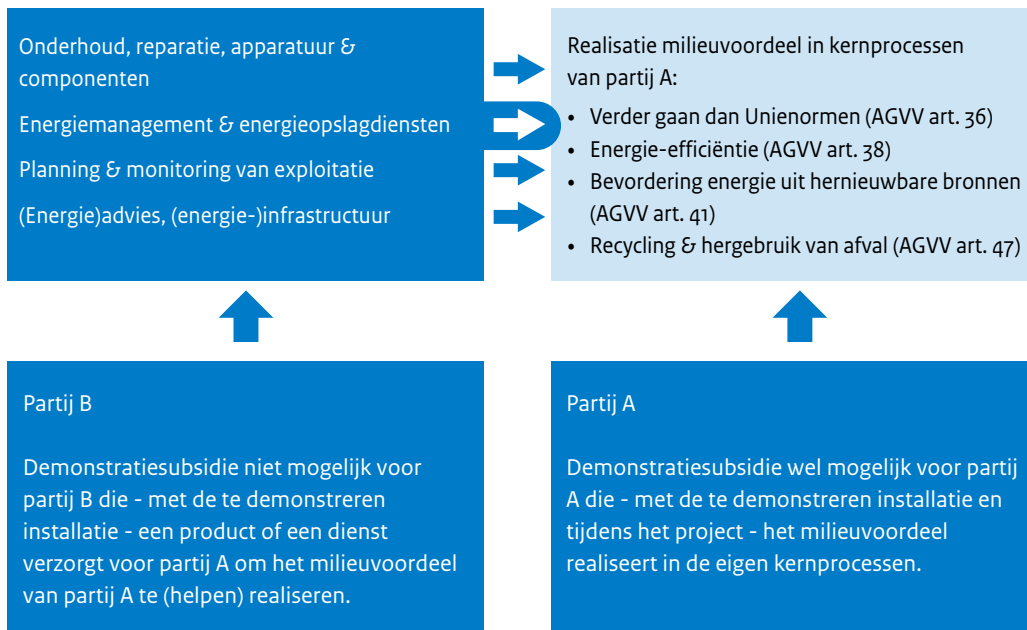 Onderhoud, reparatie, apparatuur &
componenten
Energiemanagement & energieopslagdiensten
Planning & monitoring van exploitatie
(Energie)advies, (energie-)infrastructuur
Realisatie milieuvoordeel in kernprocessen
van partij A:
• Verder gaan dan Unienormen (AGVV art. 36)
• Energie-efficiëntie (AGVV art. 38)
• Bevordering energie uit hernieuwbare bronnen
(AGVV art. 41)
• Recycling & hergebruik van afval (AGVV art. 47)
Partij B
Demonstratiesubsidie niet mogelijk voor
partij B die - met de te demonstreren
installatie - een product of een dienst
verzorgt voor partij A om het milieuvoordeel
van partij A te (helpen) realiseren.
Partij A
Demonstratiesubsidie wel mogelijk voor partij
A die - met de te demonstreren installatie en
tijdens het project - het milieuvoordeel
realiseert in de eigen kernprocessen.